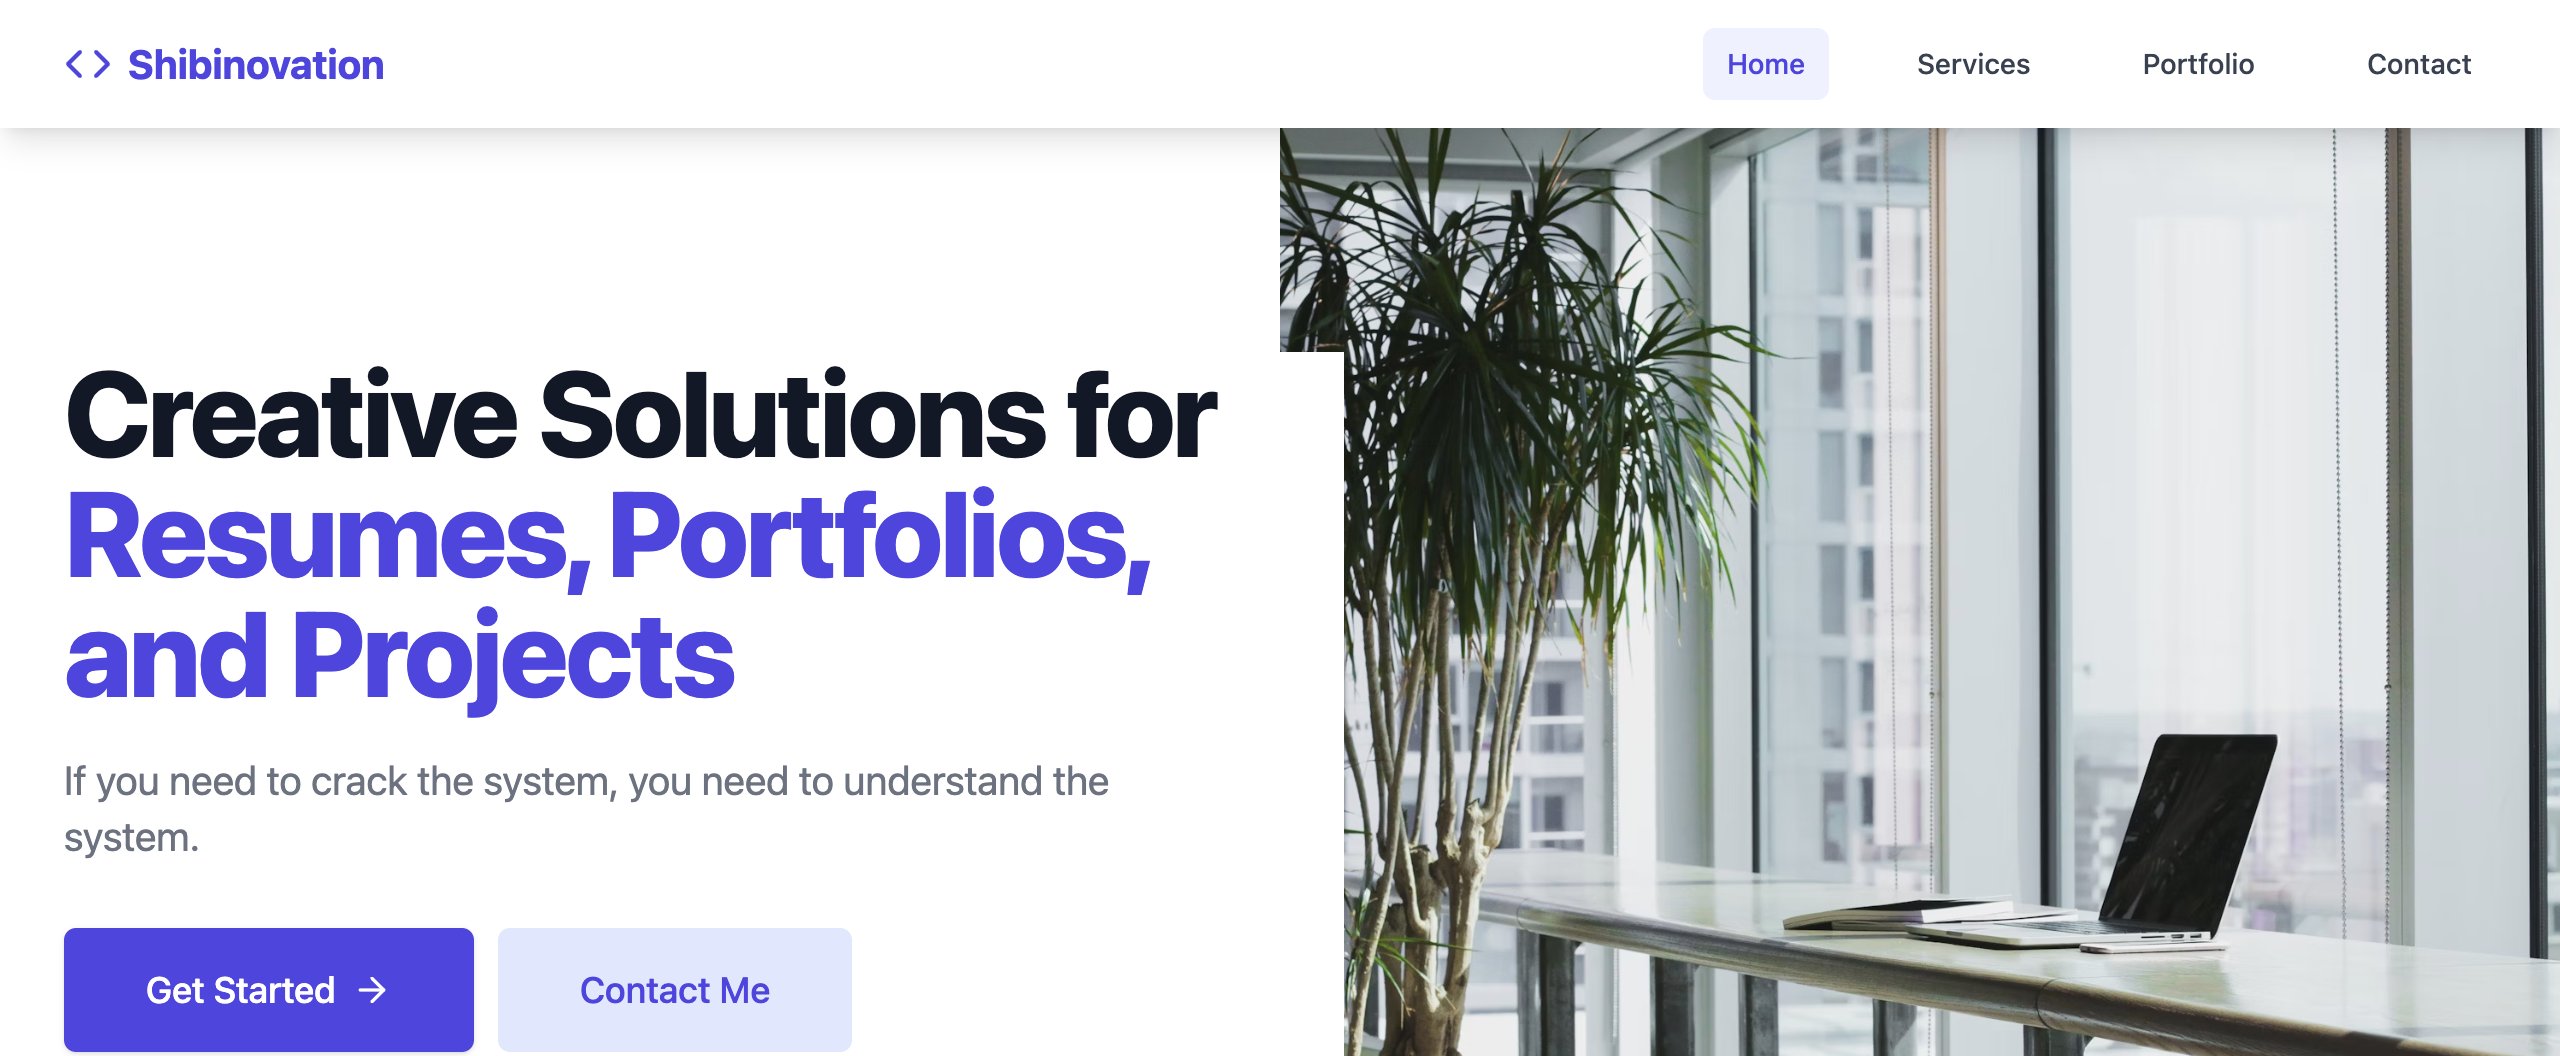 Shibinovation
Home
Services
Portfolio
Contact
Creative Solutions for
Resumes, Portfolios,
and Projects
If you need to crack the system, you need to understand the
system.
Get Started →
Contact Me